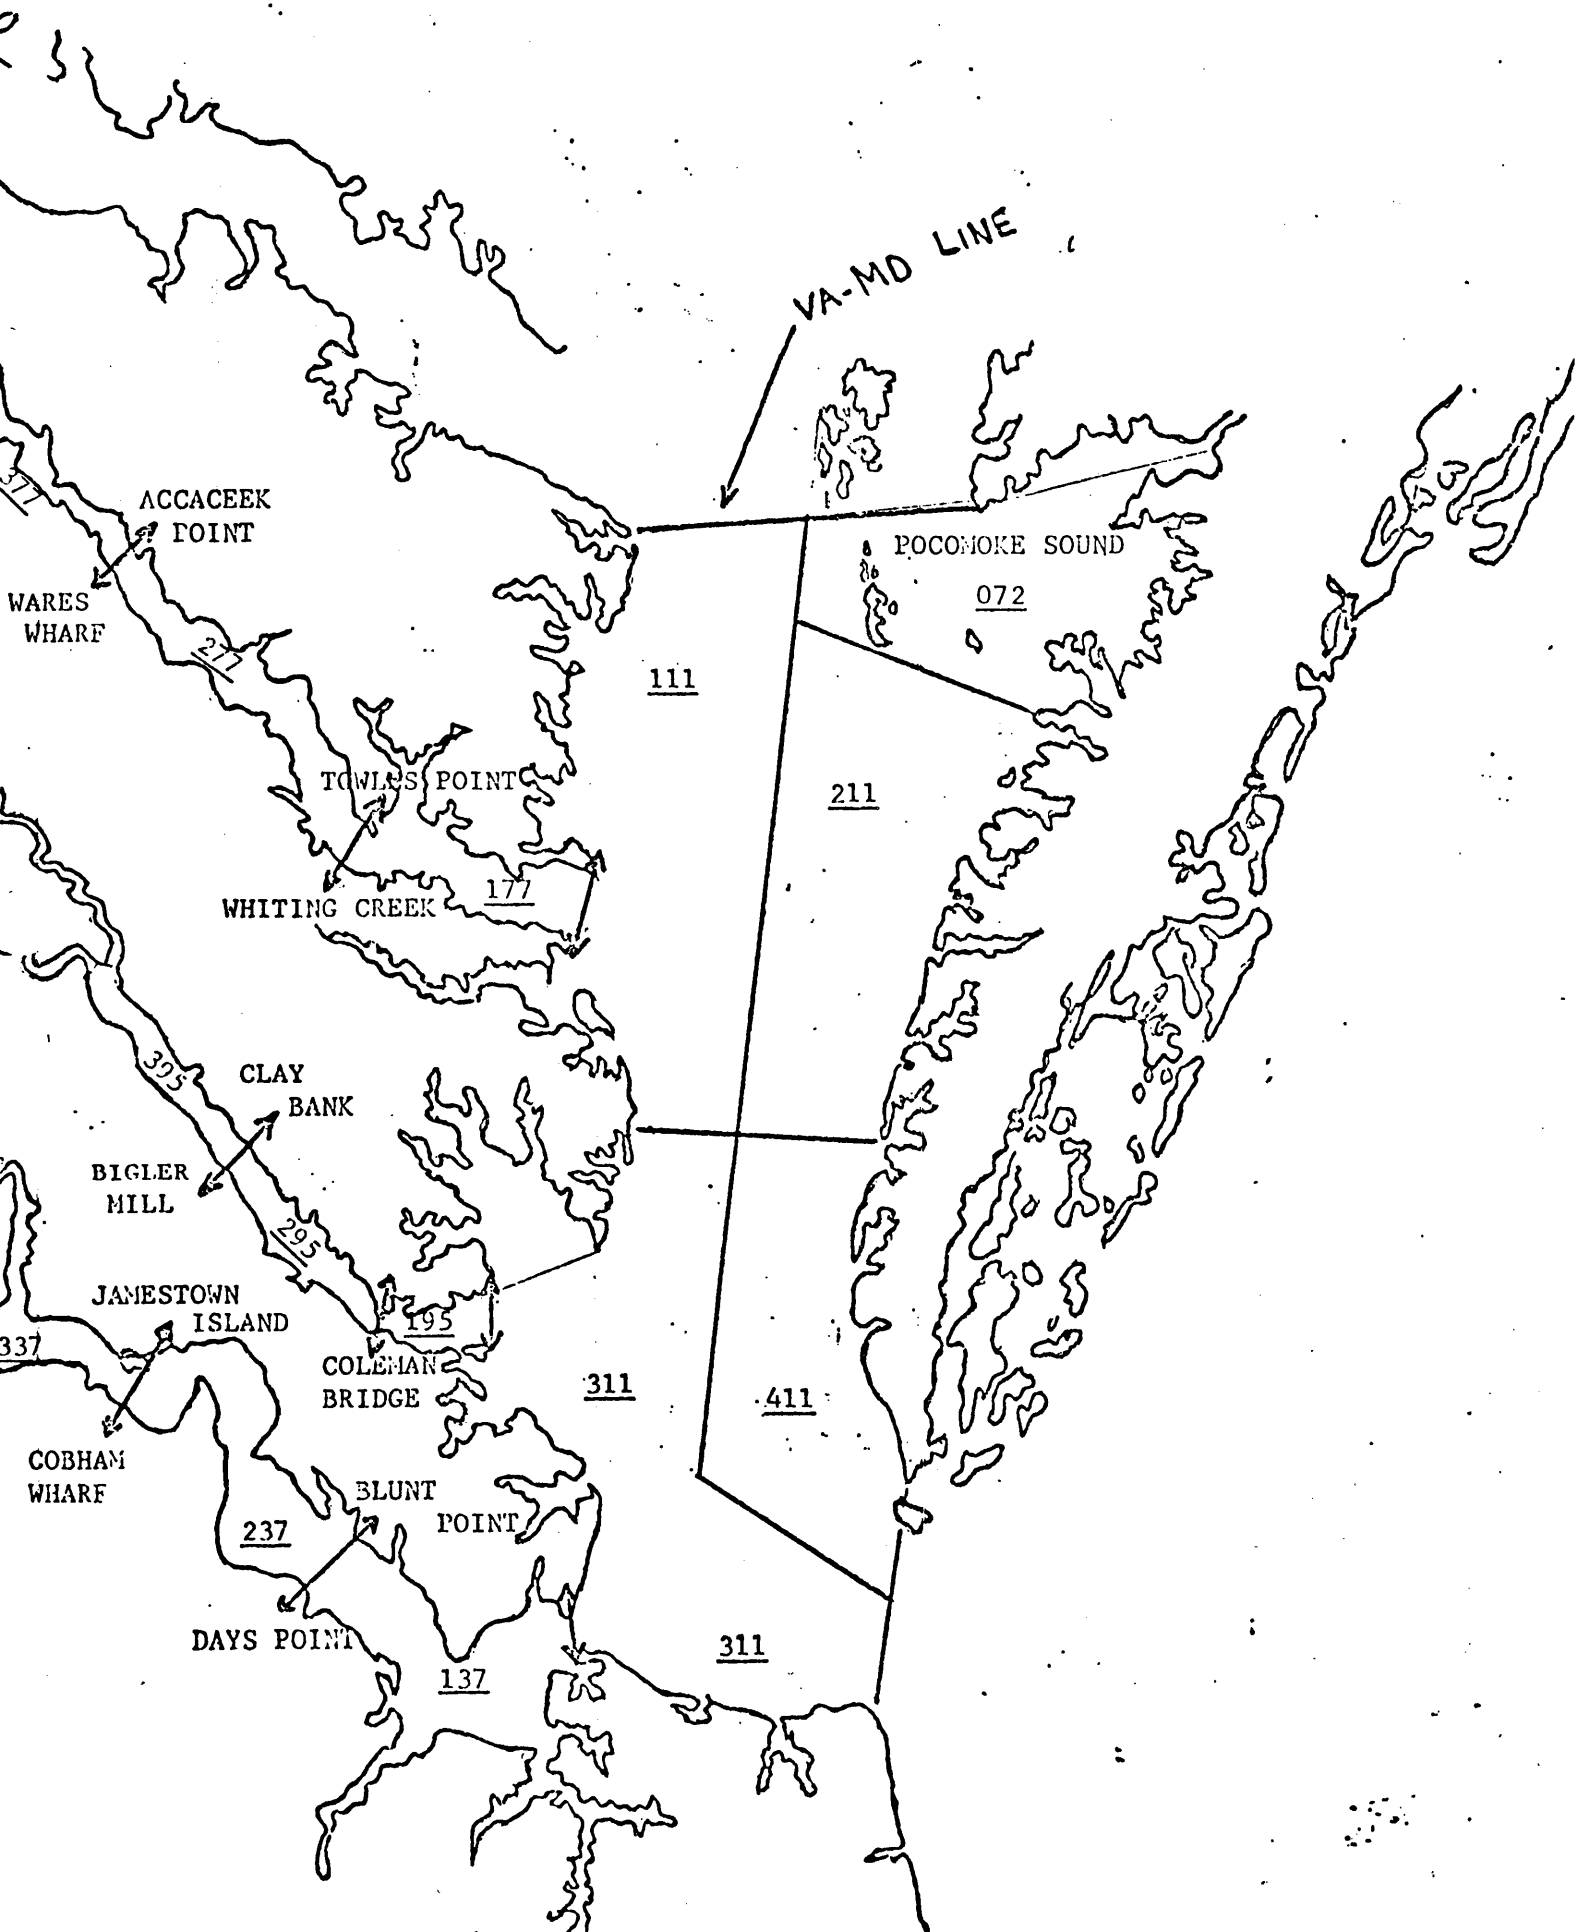 VA-MD LINE
377
ACCACEEK
POINT
POCOMOKE SOUND
072
WARES
WHARF
277
111
TOWLES POINT
211
177
WHITING CREEK
395
CLAY
BANK
BIGLER
MILL
295
JAMESTOWN
ISLAND
195
337
COLEMAN
BRIDGE
311
411
COBHAM
WHARF
BLUNT
POINT
237
DAYS POINT
311
137